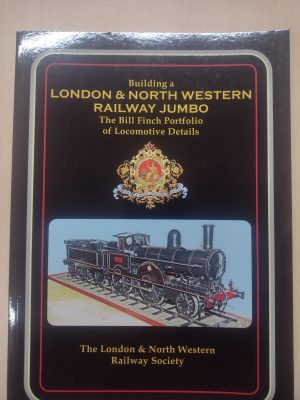 Building a
LONDON & NORTH WESTERN
RAILWAY JUMBO
The Bill Finch Portfolio
of Locomotive Details
The London & North Western
Railway Society